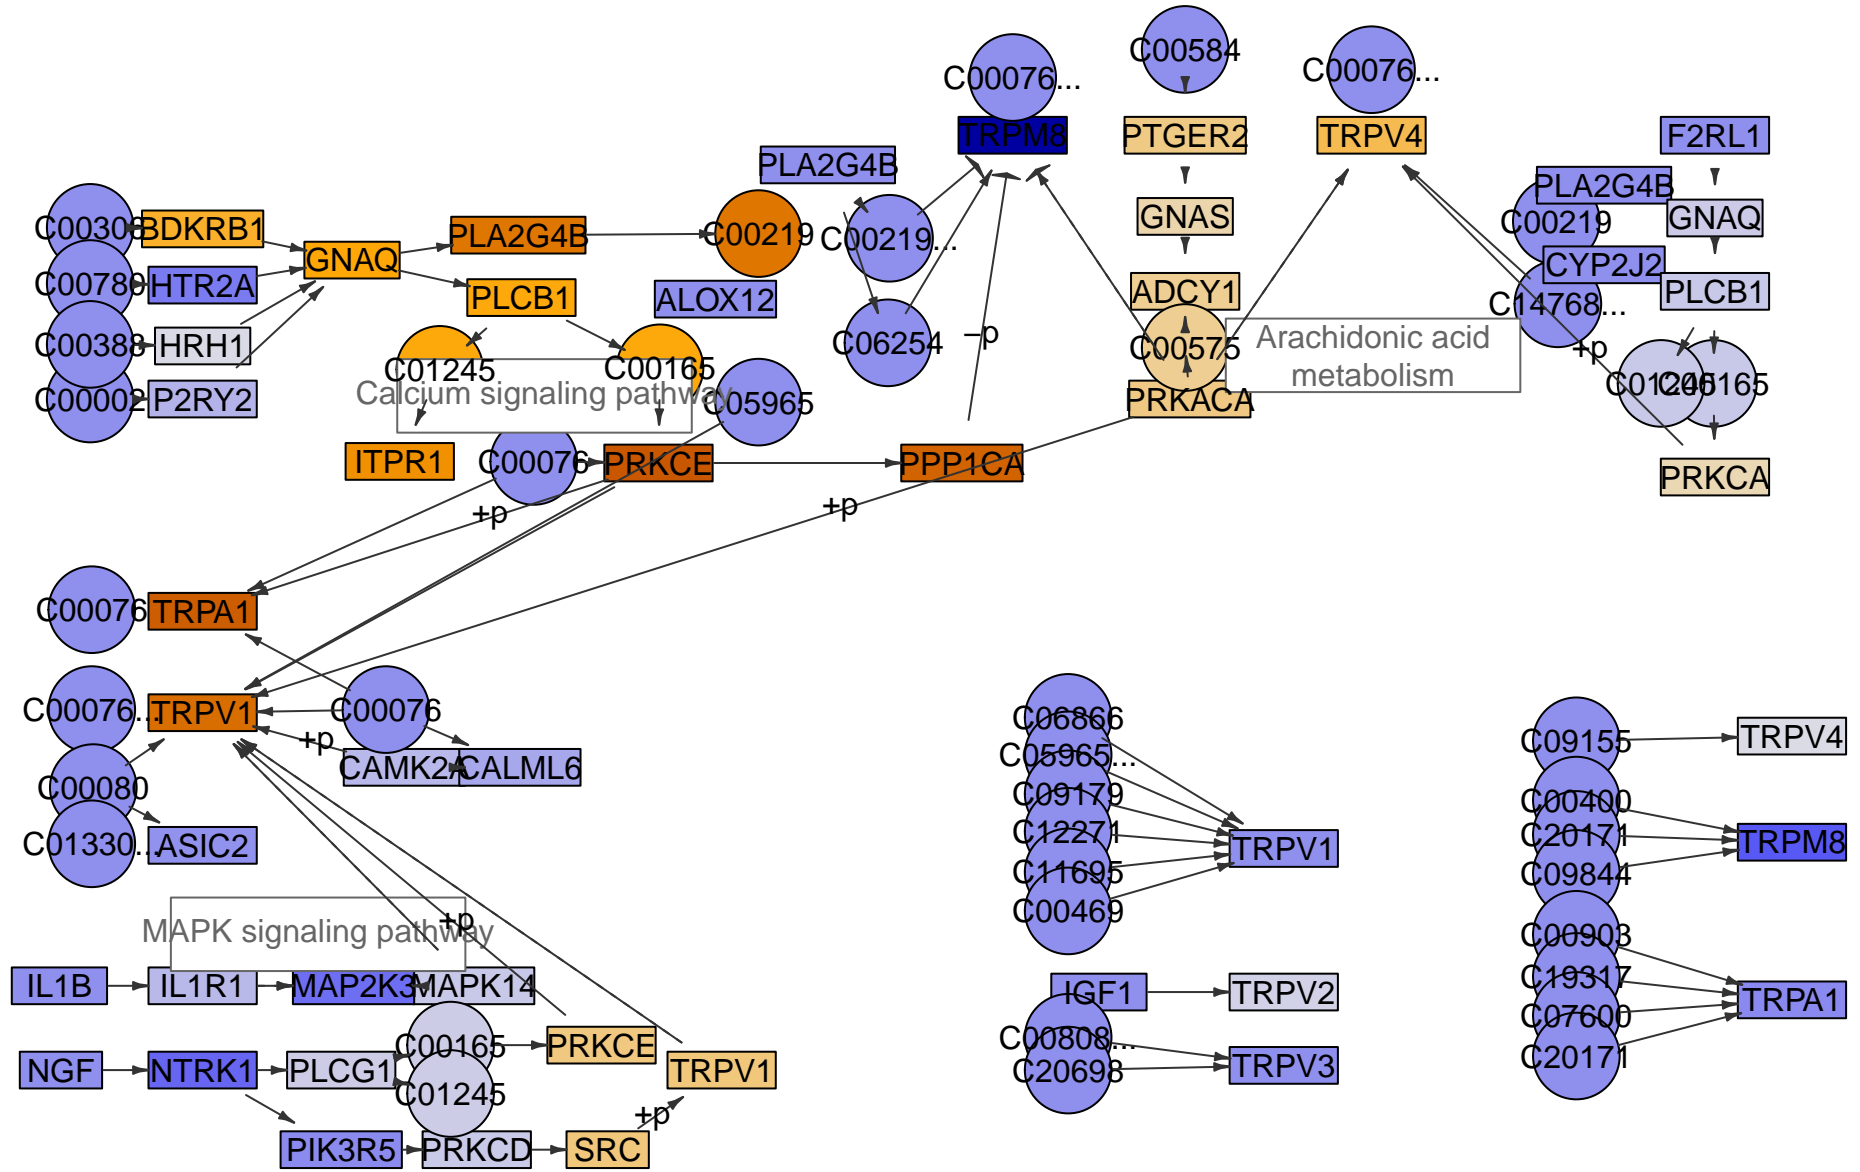 C00584
C00076...
C00076...
TRPM8
PTGER2
TRPV4
F2RL1
PLA2G4B
PLA2G4B
C00219
GNAS
GNAQ
BDKRB1
PLA2G4B
C00219
C00219...
GNAQ
CYP2J2
C00780
HTR2A
PLCB1
ALOX12
ADCY1
PLCB1
C14768...
C00388
HRH1
C06254
–p
C00575
Arachidonic acid
metabolism
+p
C01245
C00165
Calcium signaling pathway
C00002
P2RY2
C05965
PRKACA
C01245
C00165
ITPR1
C00076
PRKCE
PPP1CA
PRKCA
+p
+p
C00076
TRPA1
C00076...
TRPV1
C00076
+p
CAMK2A
CALML6
C00080
C01330...
ASIC2
C06866
C05965...
C09179
C12271
C11695
C00469
TRPV1
C09155
TRPV4
C00400
C20171
C09844
TRPM8
+p
MAPK signaling pathway
IL1B
IL1R1
MAP2K3
MAPK14
IGF1
TRPV2
C00903
C19317
C07600
C20171
TRPA1
C00165
PRKCE
C00808...
C20698
TRPV3
NGF
NTRK1
PLCG1
C01245
TRPV1
+p
PIK3R5
PRKCD
SRC